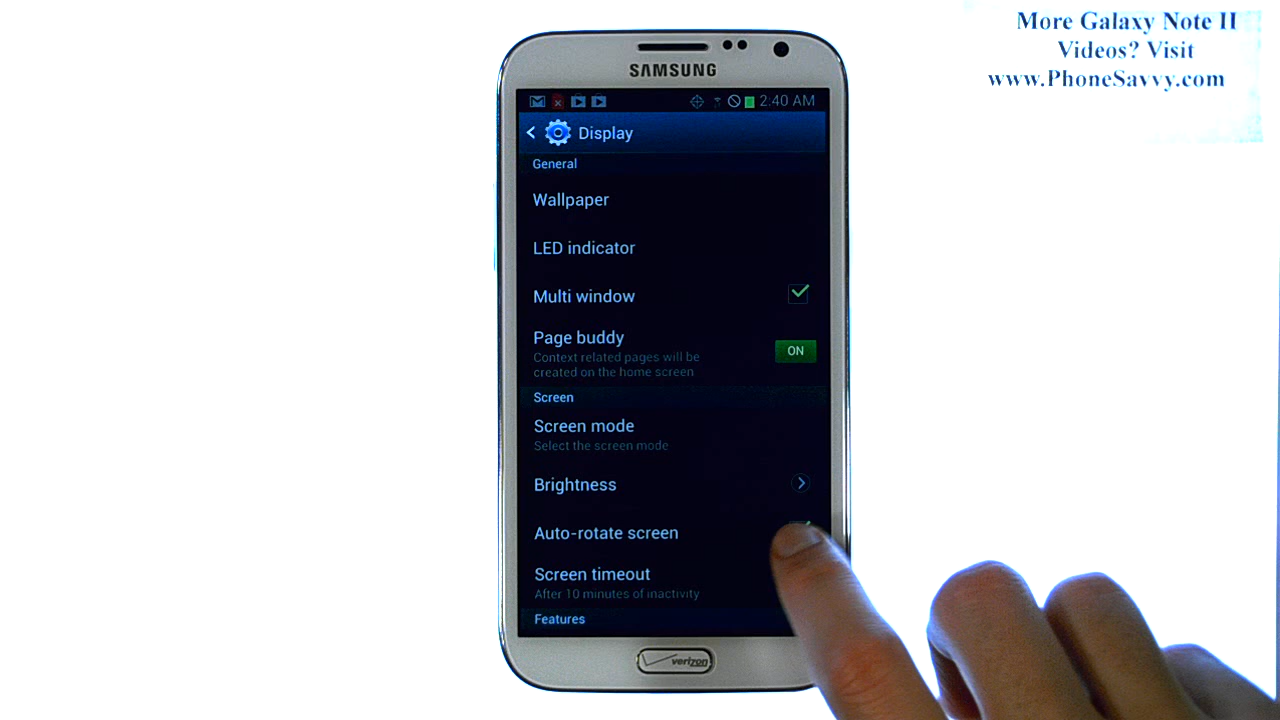 More Galaxy Note II
Videos? Visit
www.PhoneSavvy.com
SAMSUNG
2:40 AM
Display
General
Wallpaper
LED indicator
Multi window
Page buddy
Context related pages will be
created on the home screen
ON
Screen
Screen mode
Select the screen mode
Brightness
Auto-rotate screen
Screen timeout
After 10 minutes of inactivity
Features
verizon